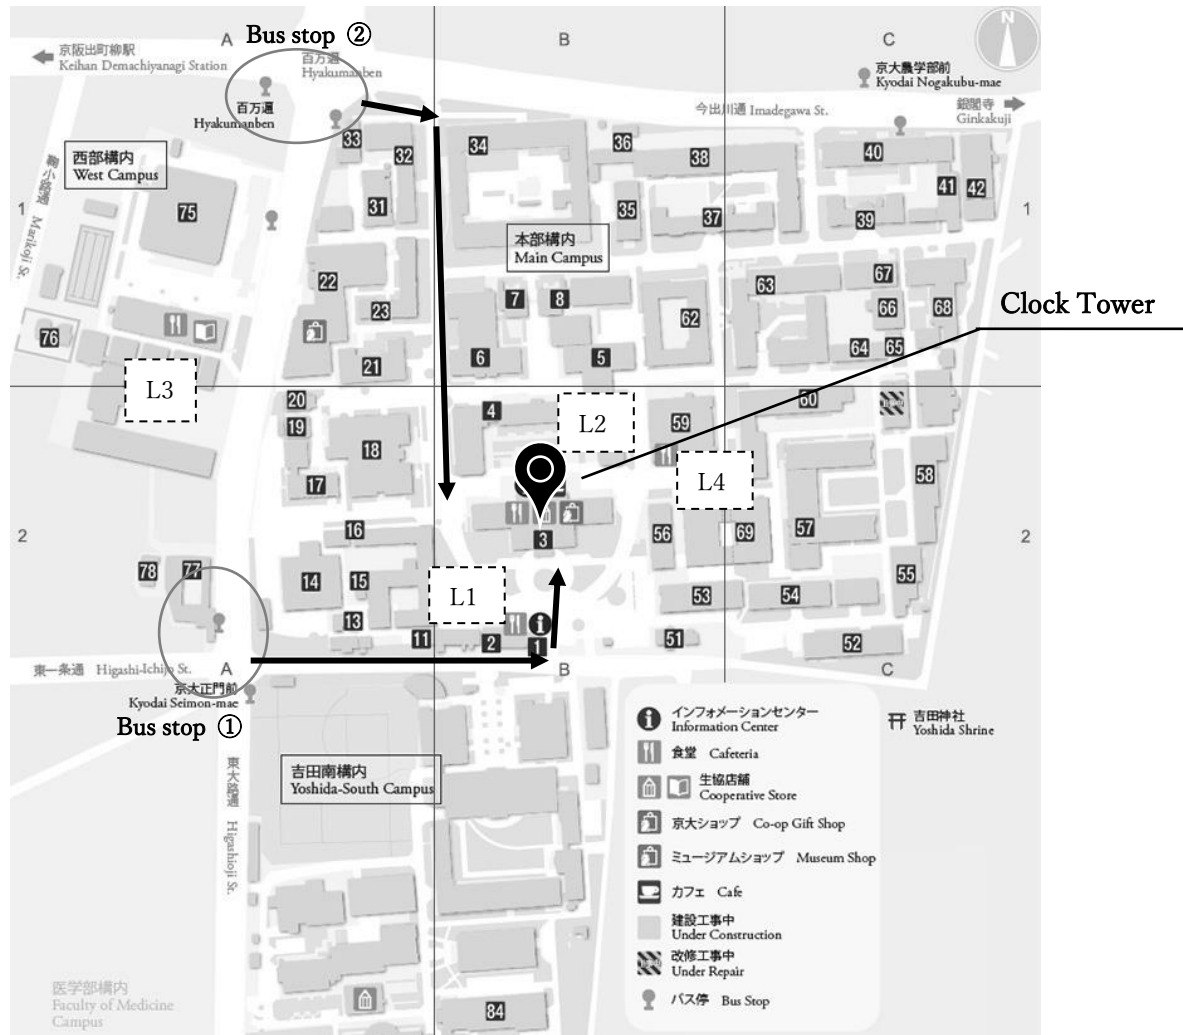 A
B
C
Bus stop ②
N
京阪出町柳駅
Keihan Demachiyanagi Station
百万遍
Hyakumanben
百万遍
Hyakumanben
京大農学部前
Kyodai Nogakubu-mae
今出川通 Imadegawa St.
銀閣寺
Ginkakuji
西部構内
West Campus
Marikoji St.
本部構内
Main Campus
1
1
33
32
34
36
38
40
31
35
37
39
41
42
75
22
23
21
7
8
6
5
62
63
67
66
68
64
65
76
Clock Tower
L3
L2
L4
L1
20
19
18
17
4
59
60
58
16
3
56
69
57
2
2
78
77
14
15
13
11
2
1
53
54
55
51
52
東一条通 Higashi-Ichijo St.
A
B
C
京大正門前
Kyodai Seimon-mae
Bus stop ①
東大路通 Higashioji St.
吉田南構内
Yoshida-South Campus
吉田神社
Yoshida Shrine
インフォメーションセンター
Information Center
食堂 Cafeteria
生協店舗
Cooperative Store
京大ショップ Co-op Gift Shop
ミュージアムショップ Museum Shop
カフェ Cafe
建設工事中
Under Construction
改修工事中
Under Repair
バス停 Bus Stop
医学部構内
Faculty of Medicine
Campus
84